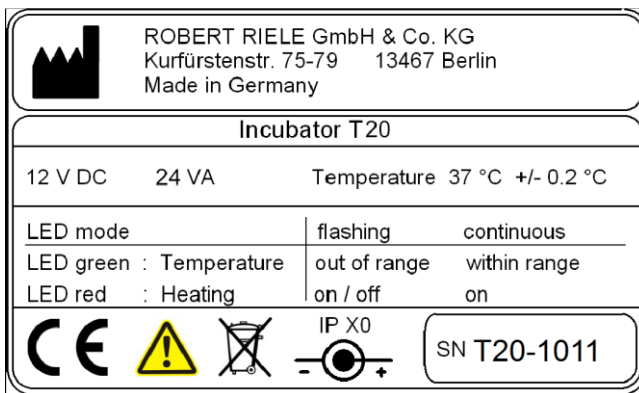 ROBERT RIELE GmbH & Co. KG
Kurfürstenstr. 75-79 13467 Berlin
Made in Germany
Incubator T20
12 V DC 24 VA Temperature 37 °C +/- 0.2 °C
LED mode flashing continuous
LED green : Temperature out of range within range
LED red : Heating on / off on
CE IP X0
- +
SN T20-1011